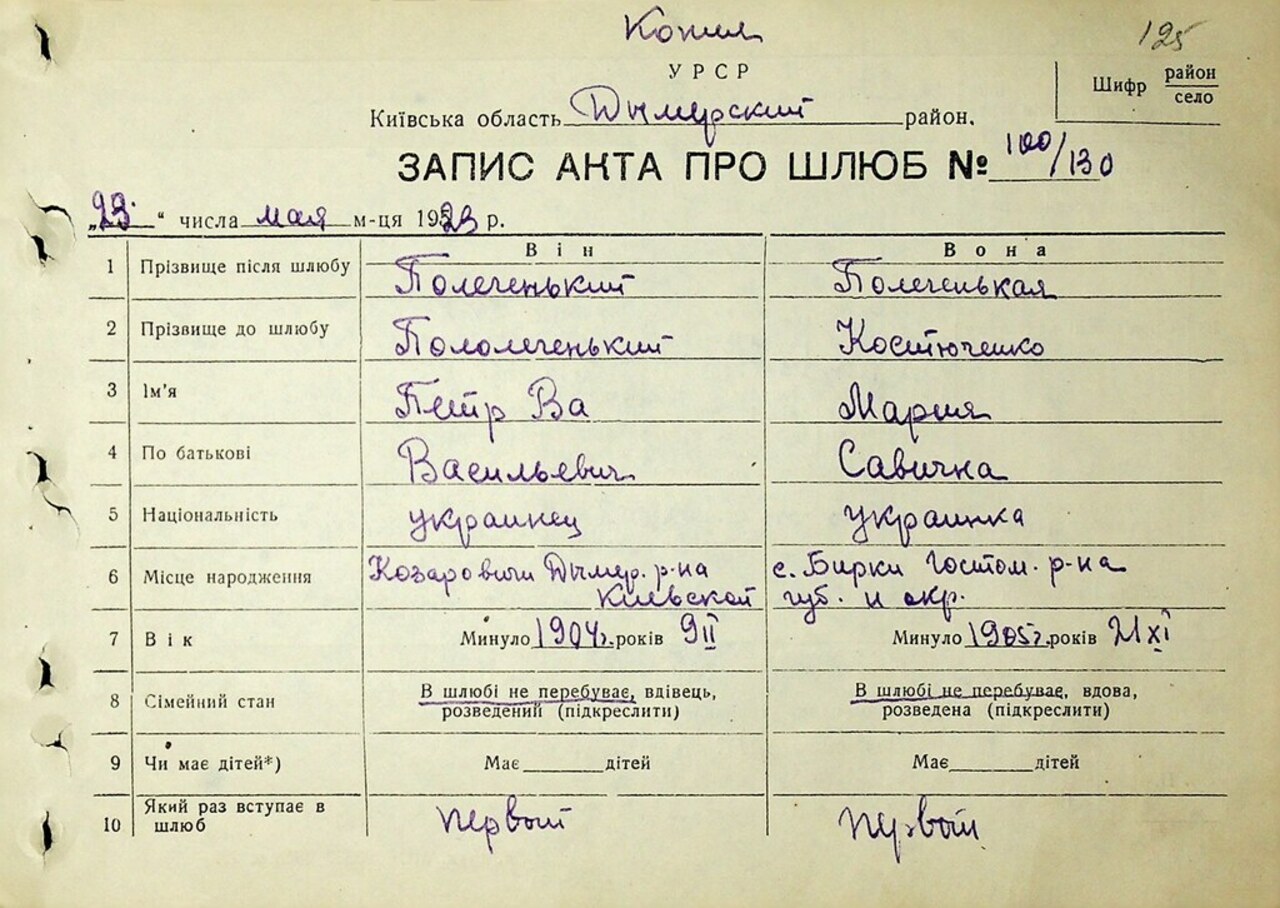 Копия
125
УРСР
Шифр район село
Київська область Дымерский район.
ЗАПИС АКТА ПРО ШЛЮБ № 100/130
„23“ числа мая м-ця 1923 р.
Він Вона
1 Прізвище після шлюбу Полегенький Полегенькая
2 Прізвище до шлюбу Пололегенький Костюченко
3 Ім'я Петр Ва Мария
4 По батькові Васильевич Савична
5 Національність украинец украинка
6 Місце народження Козаровичи Дымер. р-на с. Бирки Гостом. р-на
Киевской губ. и окр.
7 Вік Минуло 1904г. років 9 II Минуло 1905г. років 21 XI
8 Сімейний стан В шлюбі не перебуває, вдівець, В шлюбі не перебуває, вдова,
розведений (підкреслити) розведена (підкреслити)
9 Чи має дітей*) Має дітей Має дітей
10 Який раз вступає в шлюб первый первый